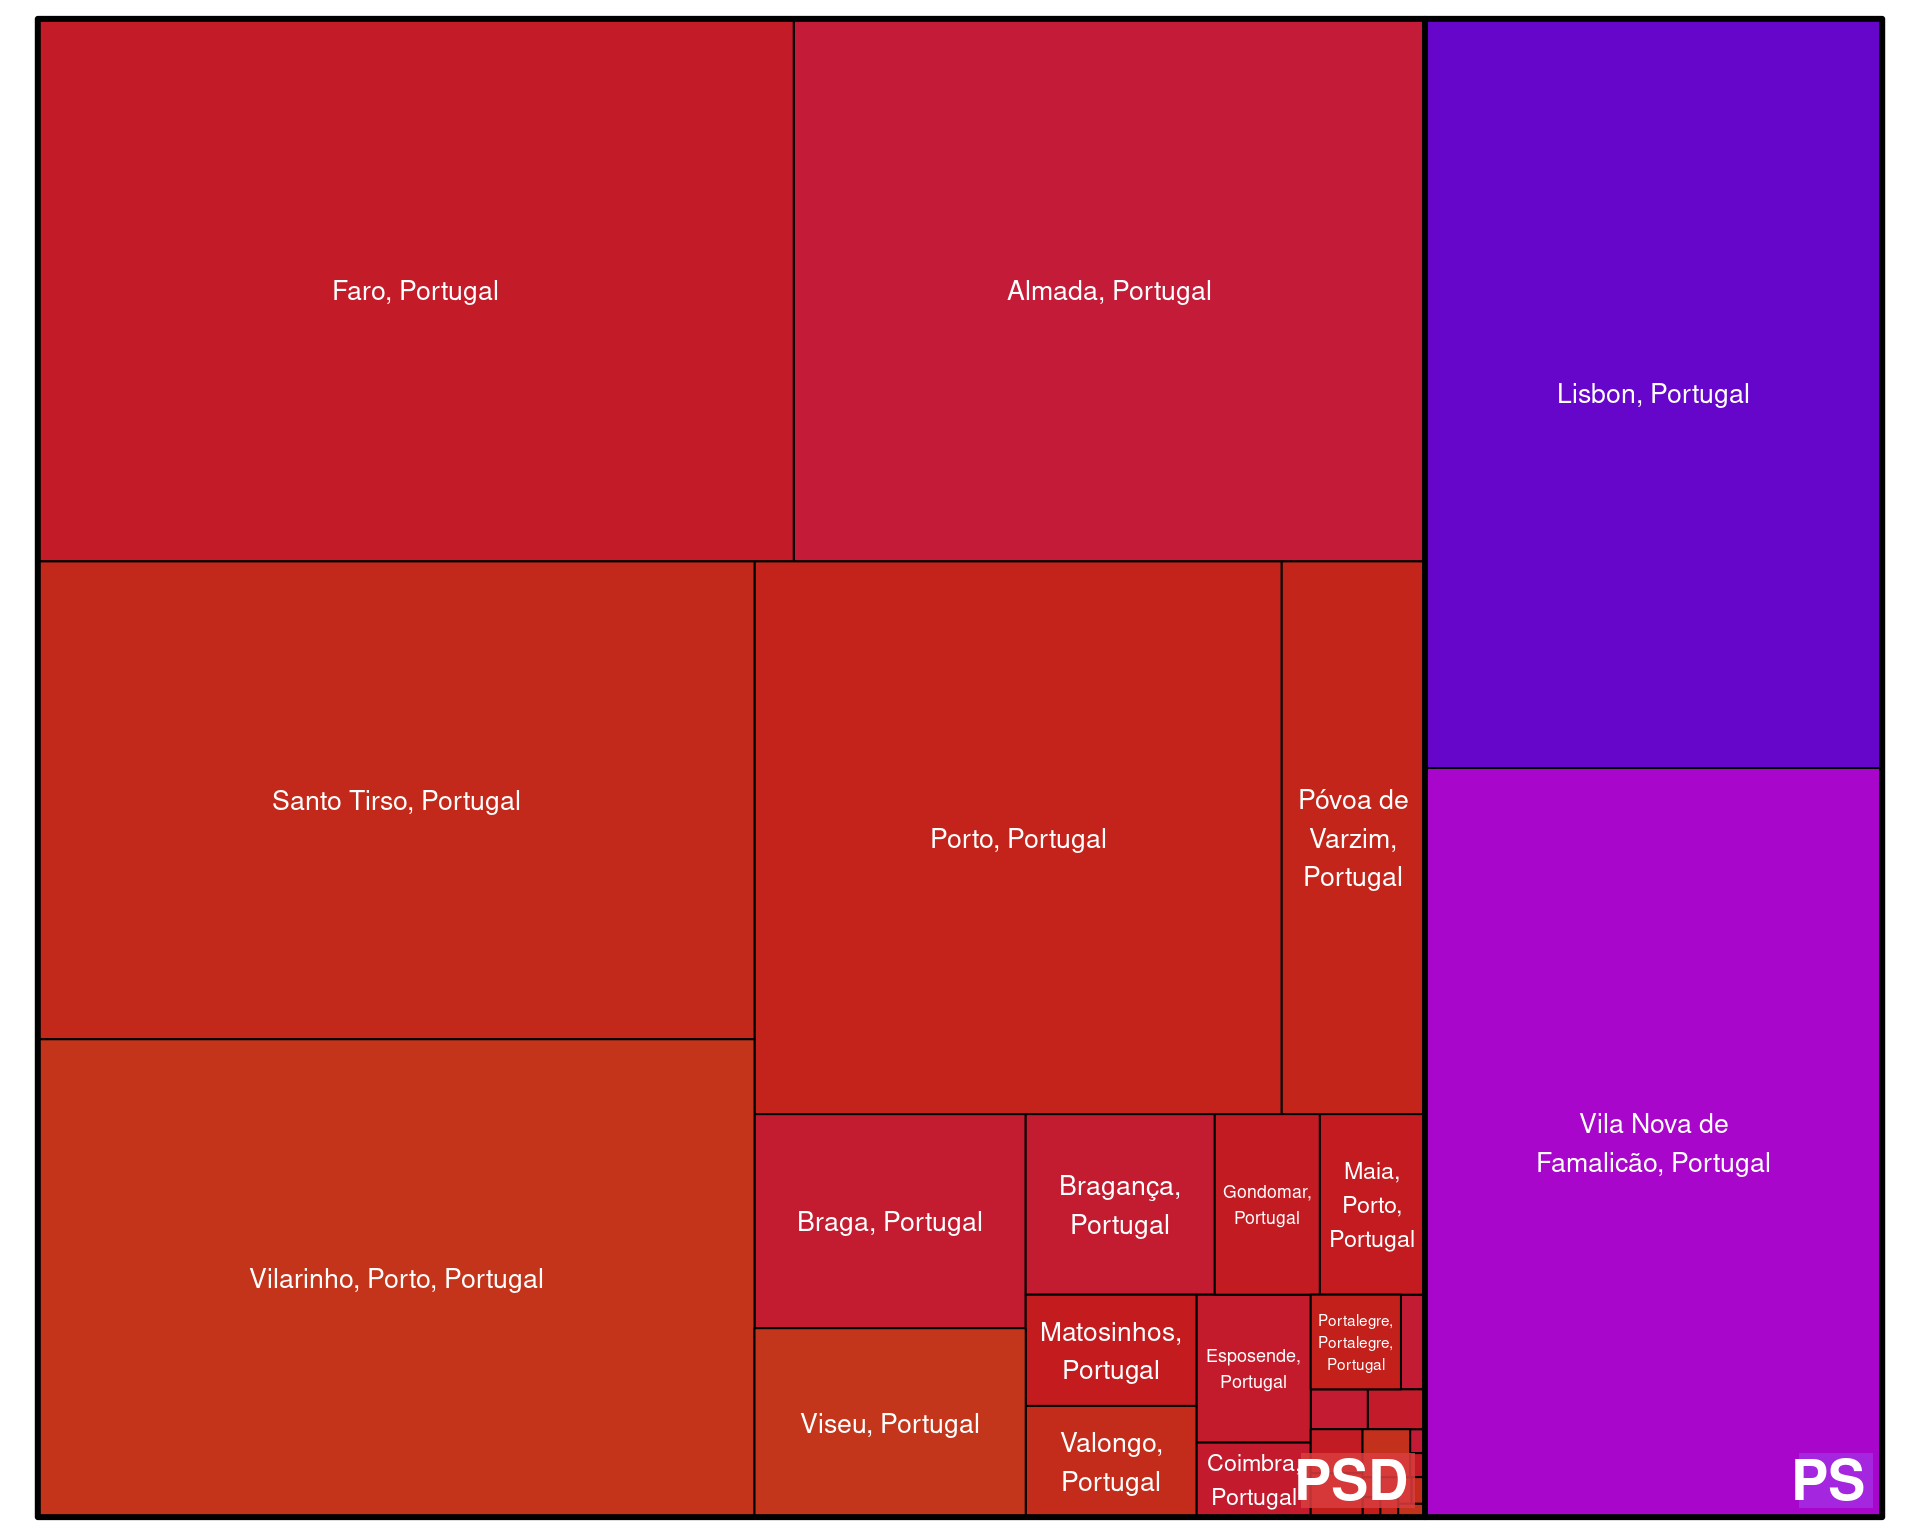 Faro, Portugal
Almada, Portugal
Lisbon, Portugal
Santo Tirso, Portugal
Porto, Portugal
Póvoa de
Varzim,
Portugal
Vila Nova de
Famalicão, Portugal
Vilarinho, Porto, Portugal
Braga, Portugal
Bragança,
Portugal
Gondomar,
Portugal
Maia,
Porto,
Portugal
Viseu, Portugal
Matosinhos,
Portugal
Esposende,
Portugal
Portalegre,
Portalegre,
Portugal
Valongo,
Portugal
Coimbra,
Portugal
PSD
PS